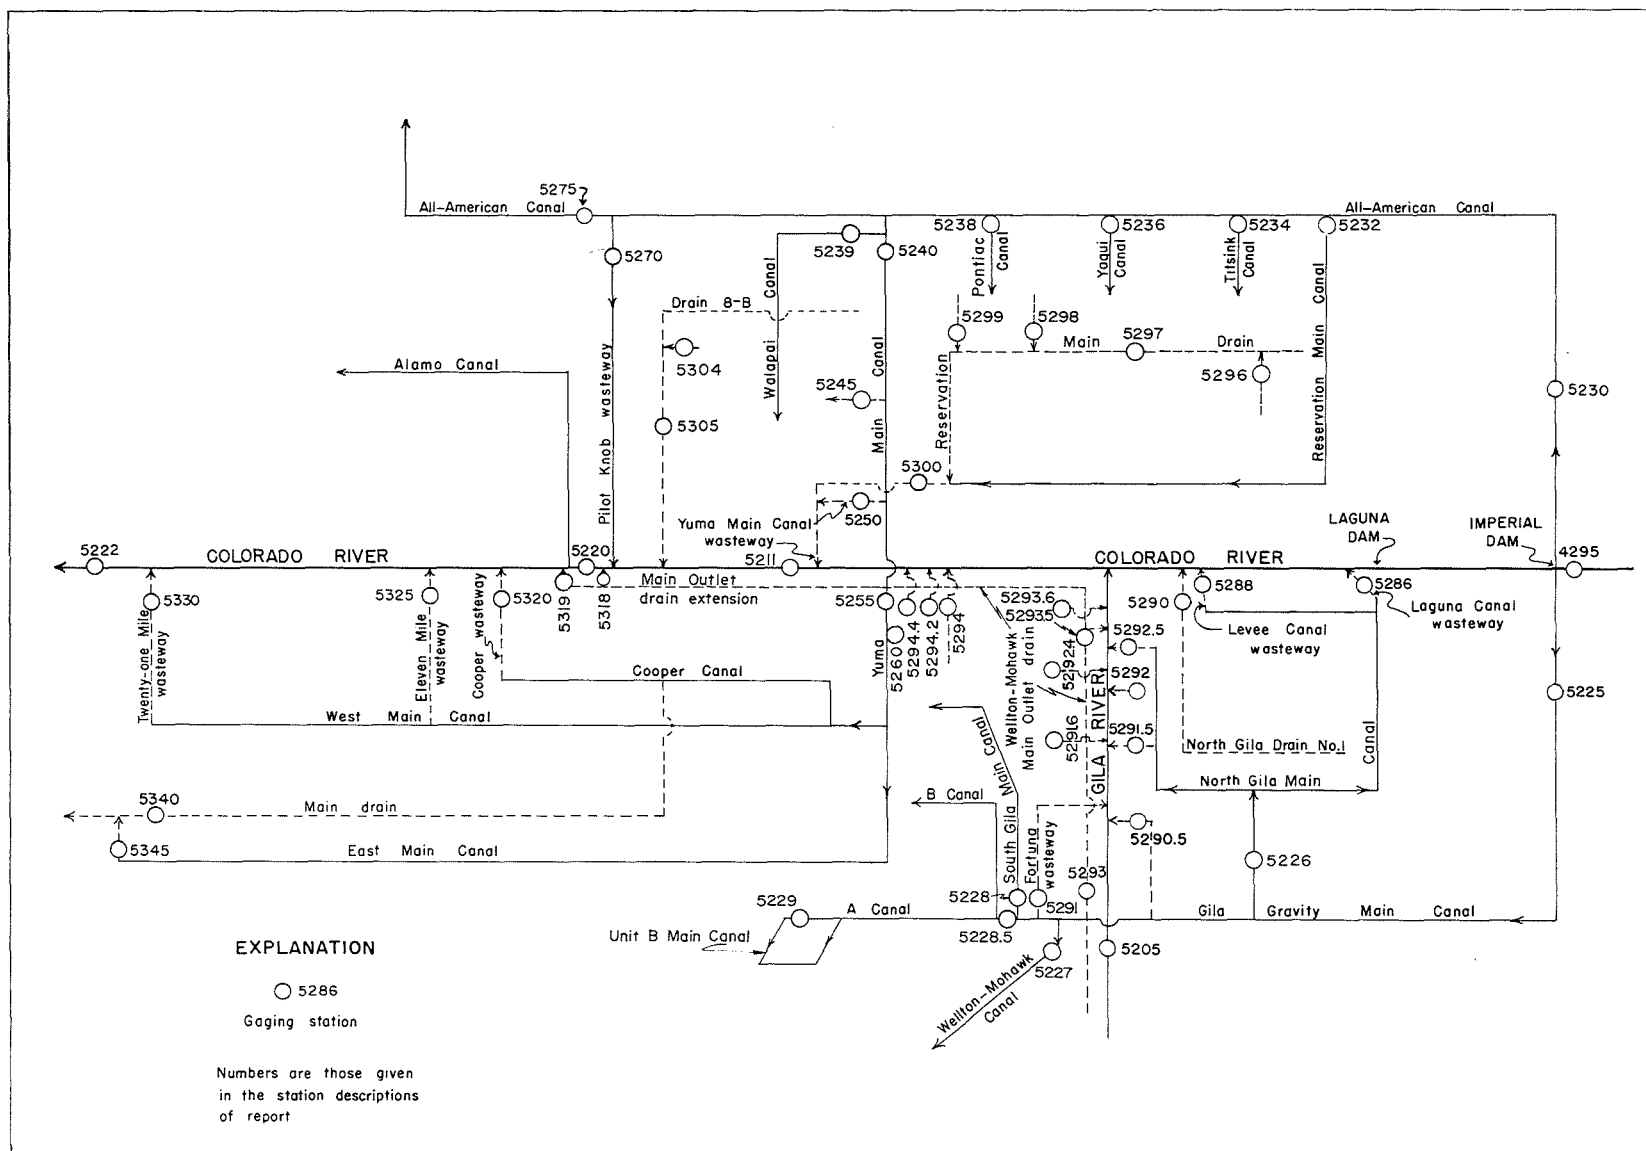 5275
All-American Canal
All-American Canal
5238
5236
5234
5232
5239
5240
5270
Pontiac Canal
Yaqui Canal
Titsink Canal
Drain 8-B
Walapai Canal
5299
5298
5297
Main Drain
5296
5304
Alamo Canal
5245
5230
5305
Pilot Knob wasteway
Main Canal
Reservation
Reservation Main Canal
5300
5250
Yuma Main Canal
wasteway
LAGUNA
DAM
IMPERIAL
DAM
5222
COLORADO RIVER
5220
5211
COLORADO RIVER
4295
Main Outlet
drain extension
5288
5286
5330
5325
5320
5319
5318
5255
5293.6
5293.5
5290
Laguna Canal
wasteway
Levee Canal
wasteway
5260
5294.4
5294.2
5294
5292.5
5292.4
5292
Twenty-one Mile
wasteway
Eleven Mile
wasteway
Cooper wasteway
Cooper Canal
Yuma
Wellton-Mohawk
Main Outlet drain
5225
West Main Canal
5291.6
5291.5
GILA RIVER
North Gila Drain No.1
Canal
North Gila Main
South Gila Main Canal
B Canal
5340
Main drain
5290.5
5345
East Main Canal
Fortuna
wasteway
5293
5226
5228
5291
5229
A Canal
5228.5
Gila Gravity Main Canal
Unit B Main Canal
5227
5205
Wellton-Mohawk
Canal
EXPLANATION
5286
Gaging station
Numbers are those given
in the station descriptions
of report